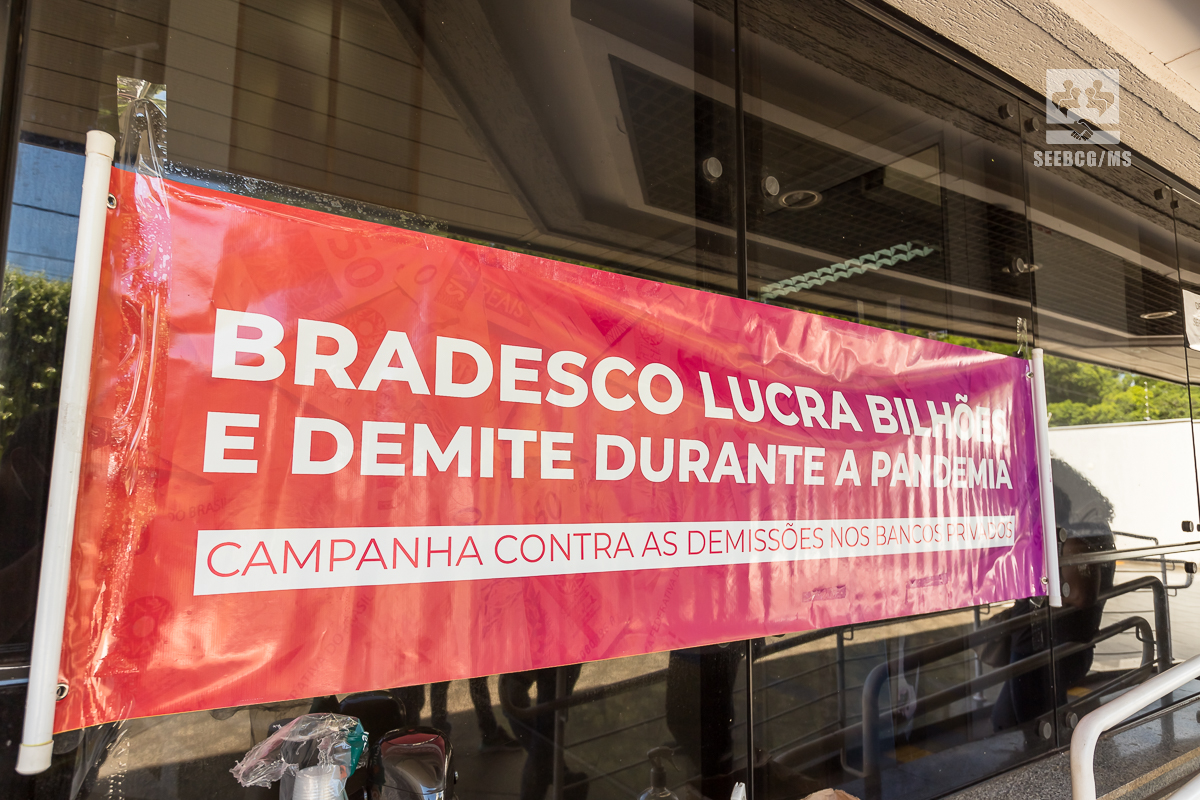 SEEBCG/MS
BRADESCO LUCRA BILHÕES
E DEMITE DURANTE A PANDEMIA
CAMPANHA CONTRA AS DEMISSÕES NOS BANCOS PRIVADOS